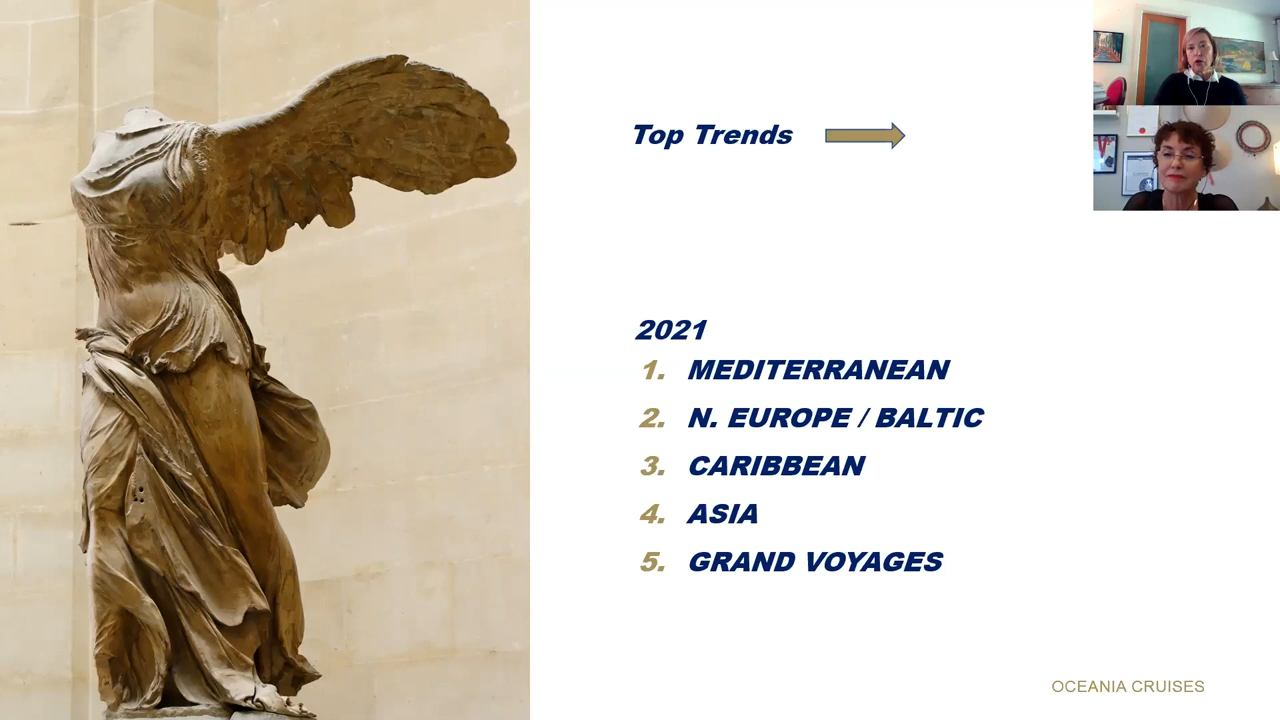 Top Trends
2021
1. MEDITERRANEAN
2. N. EUROPE / BALTIC
3. CARIBBEAN
4. ASIA
5. GRAND VOYAGES
OCEANIA CRUISES